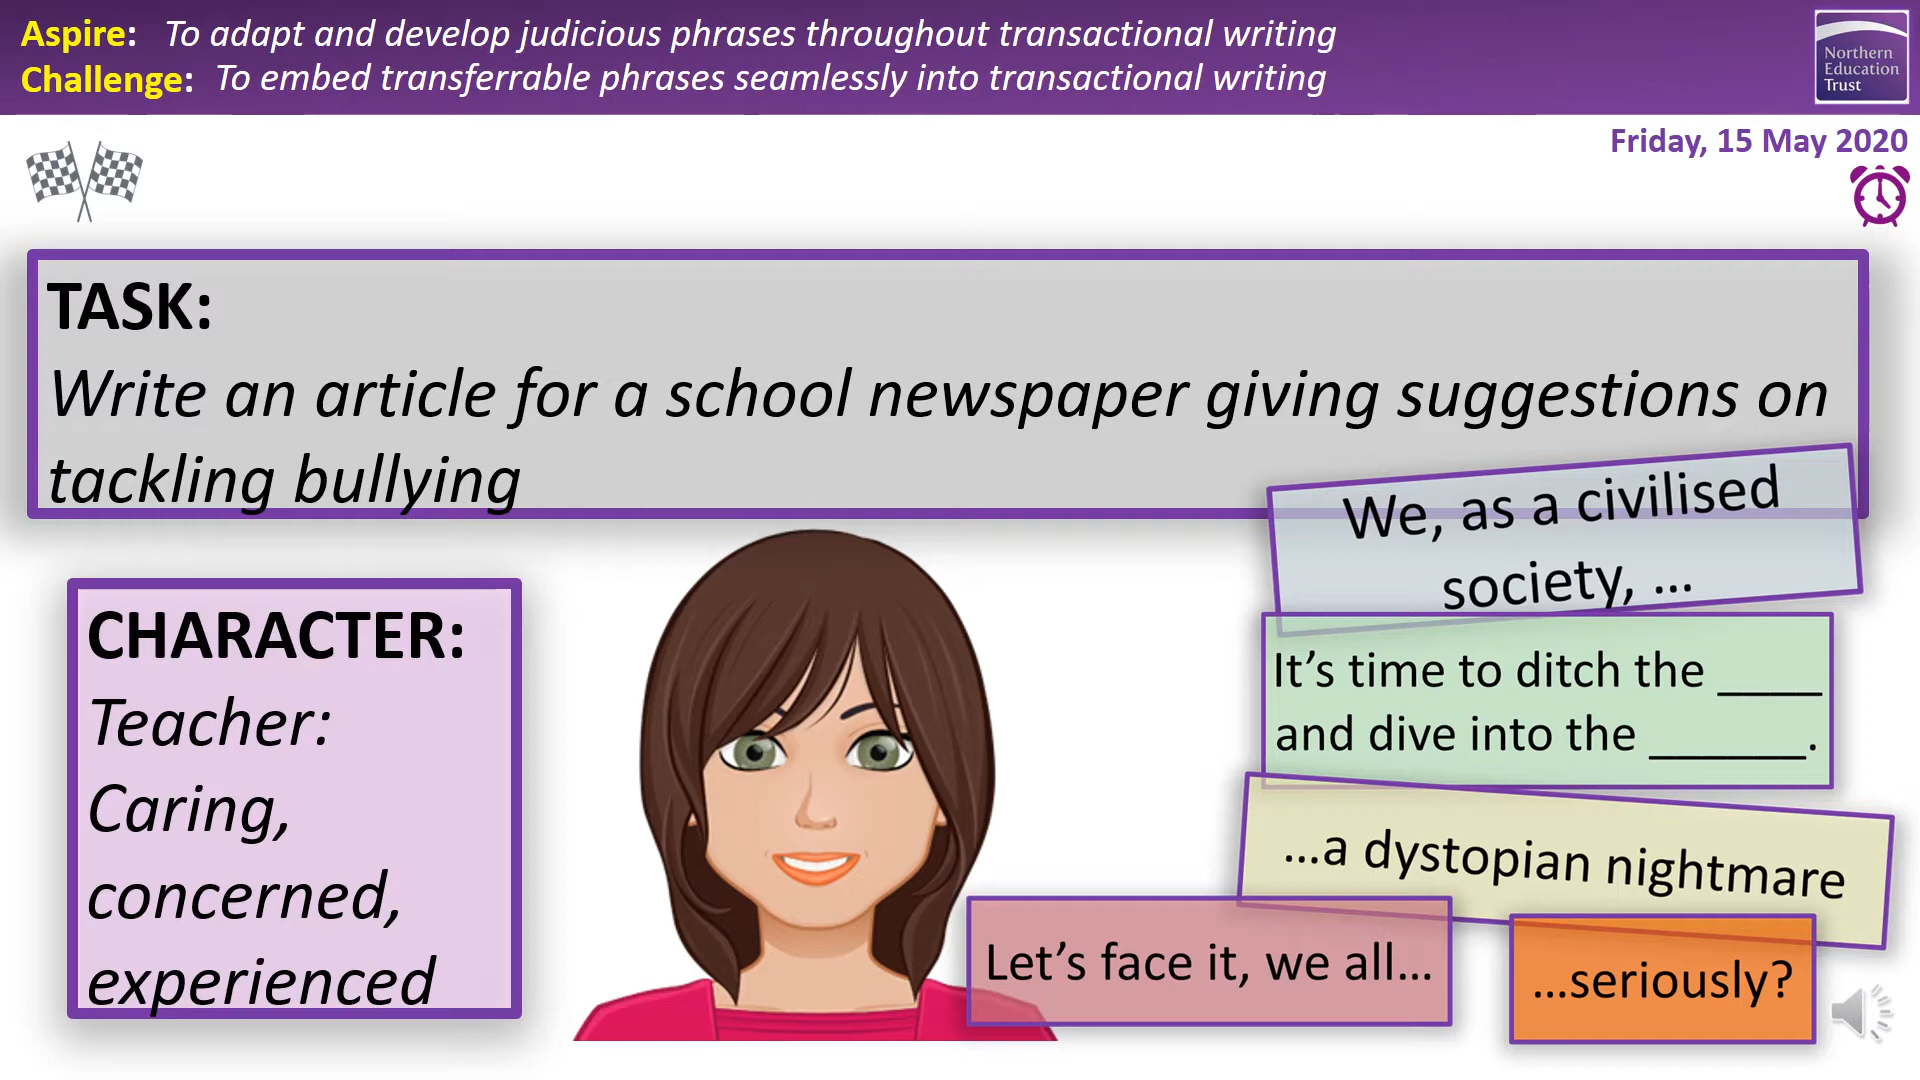 Aspire: To adapt and develop judicious phrases throughout transactional writing
Challenge: To embed transferrable phrases seamlessly into transactional writing
Northern
Education
Trust
Friday, 15 May 2020
TASK:
Write an article for a school newspaper giving suggestions on
tackling bullying
We, as a civilised
society, ...
CHARACTER:
Teacher:
Caring,
concerned,
experienced
It's time to ditch the ____
and dive into the ______.
...a dystopian nightmare
Let's face it, we all...
...seriously?